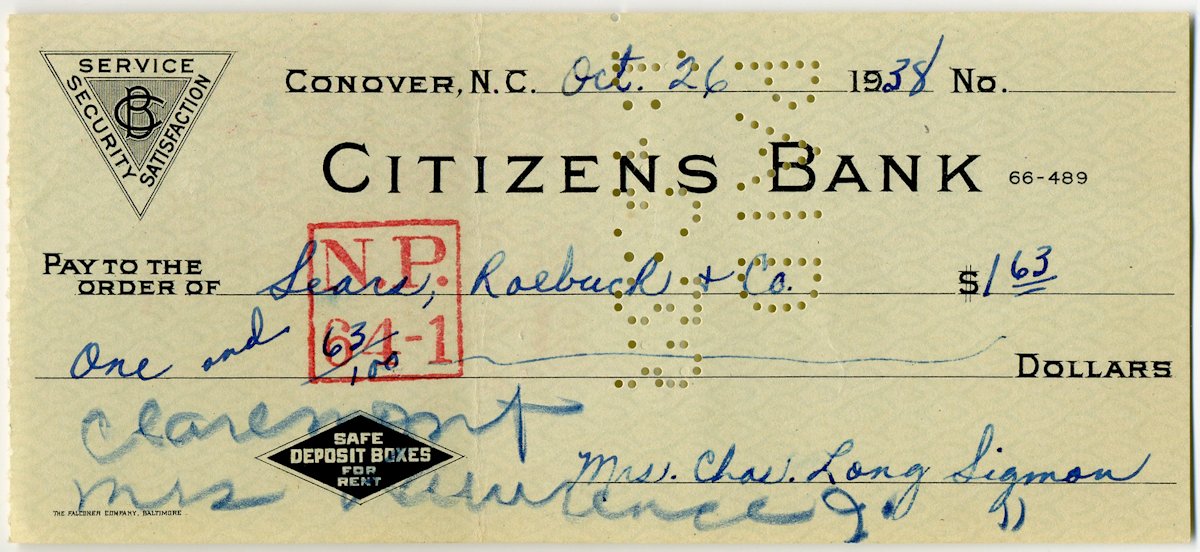 SERVICE
SECURITY
SATISFACTION
CBC
CONOVER, N.C. Oct. 26 1938 No.
CITIZENS BANK 66-489
PAID
N.P.
64-1
PAY TO THE
ORDER OF Sears, Roebuck & Co. $1 63
One and 63/100 DOLLARS
Claremont
SAFE
DEPOSIT BOXES
FOR
RENT
Mrs. Chas. Long Sigmon
Mrs
THE FALCONER COMPANY, BALTIMORE